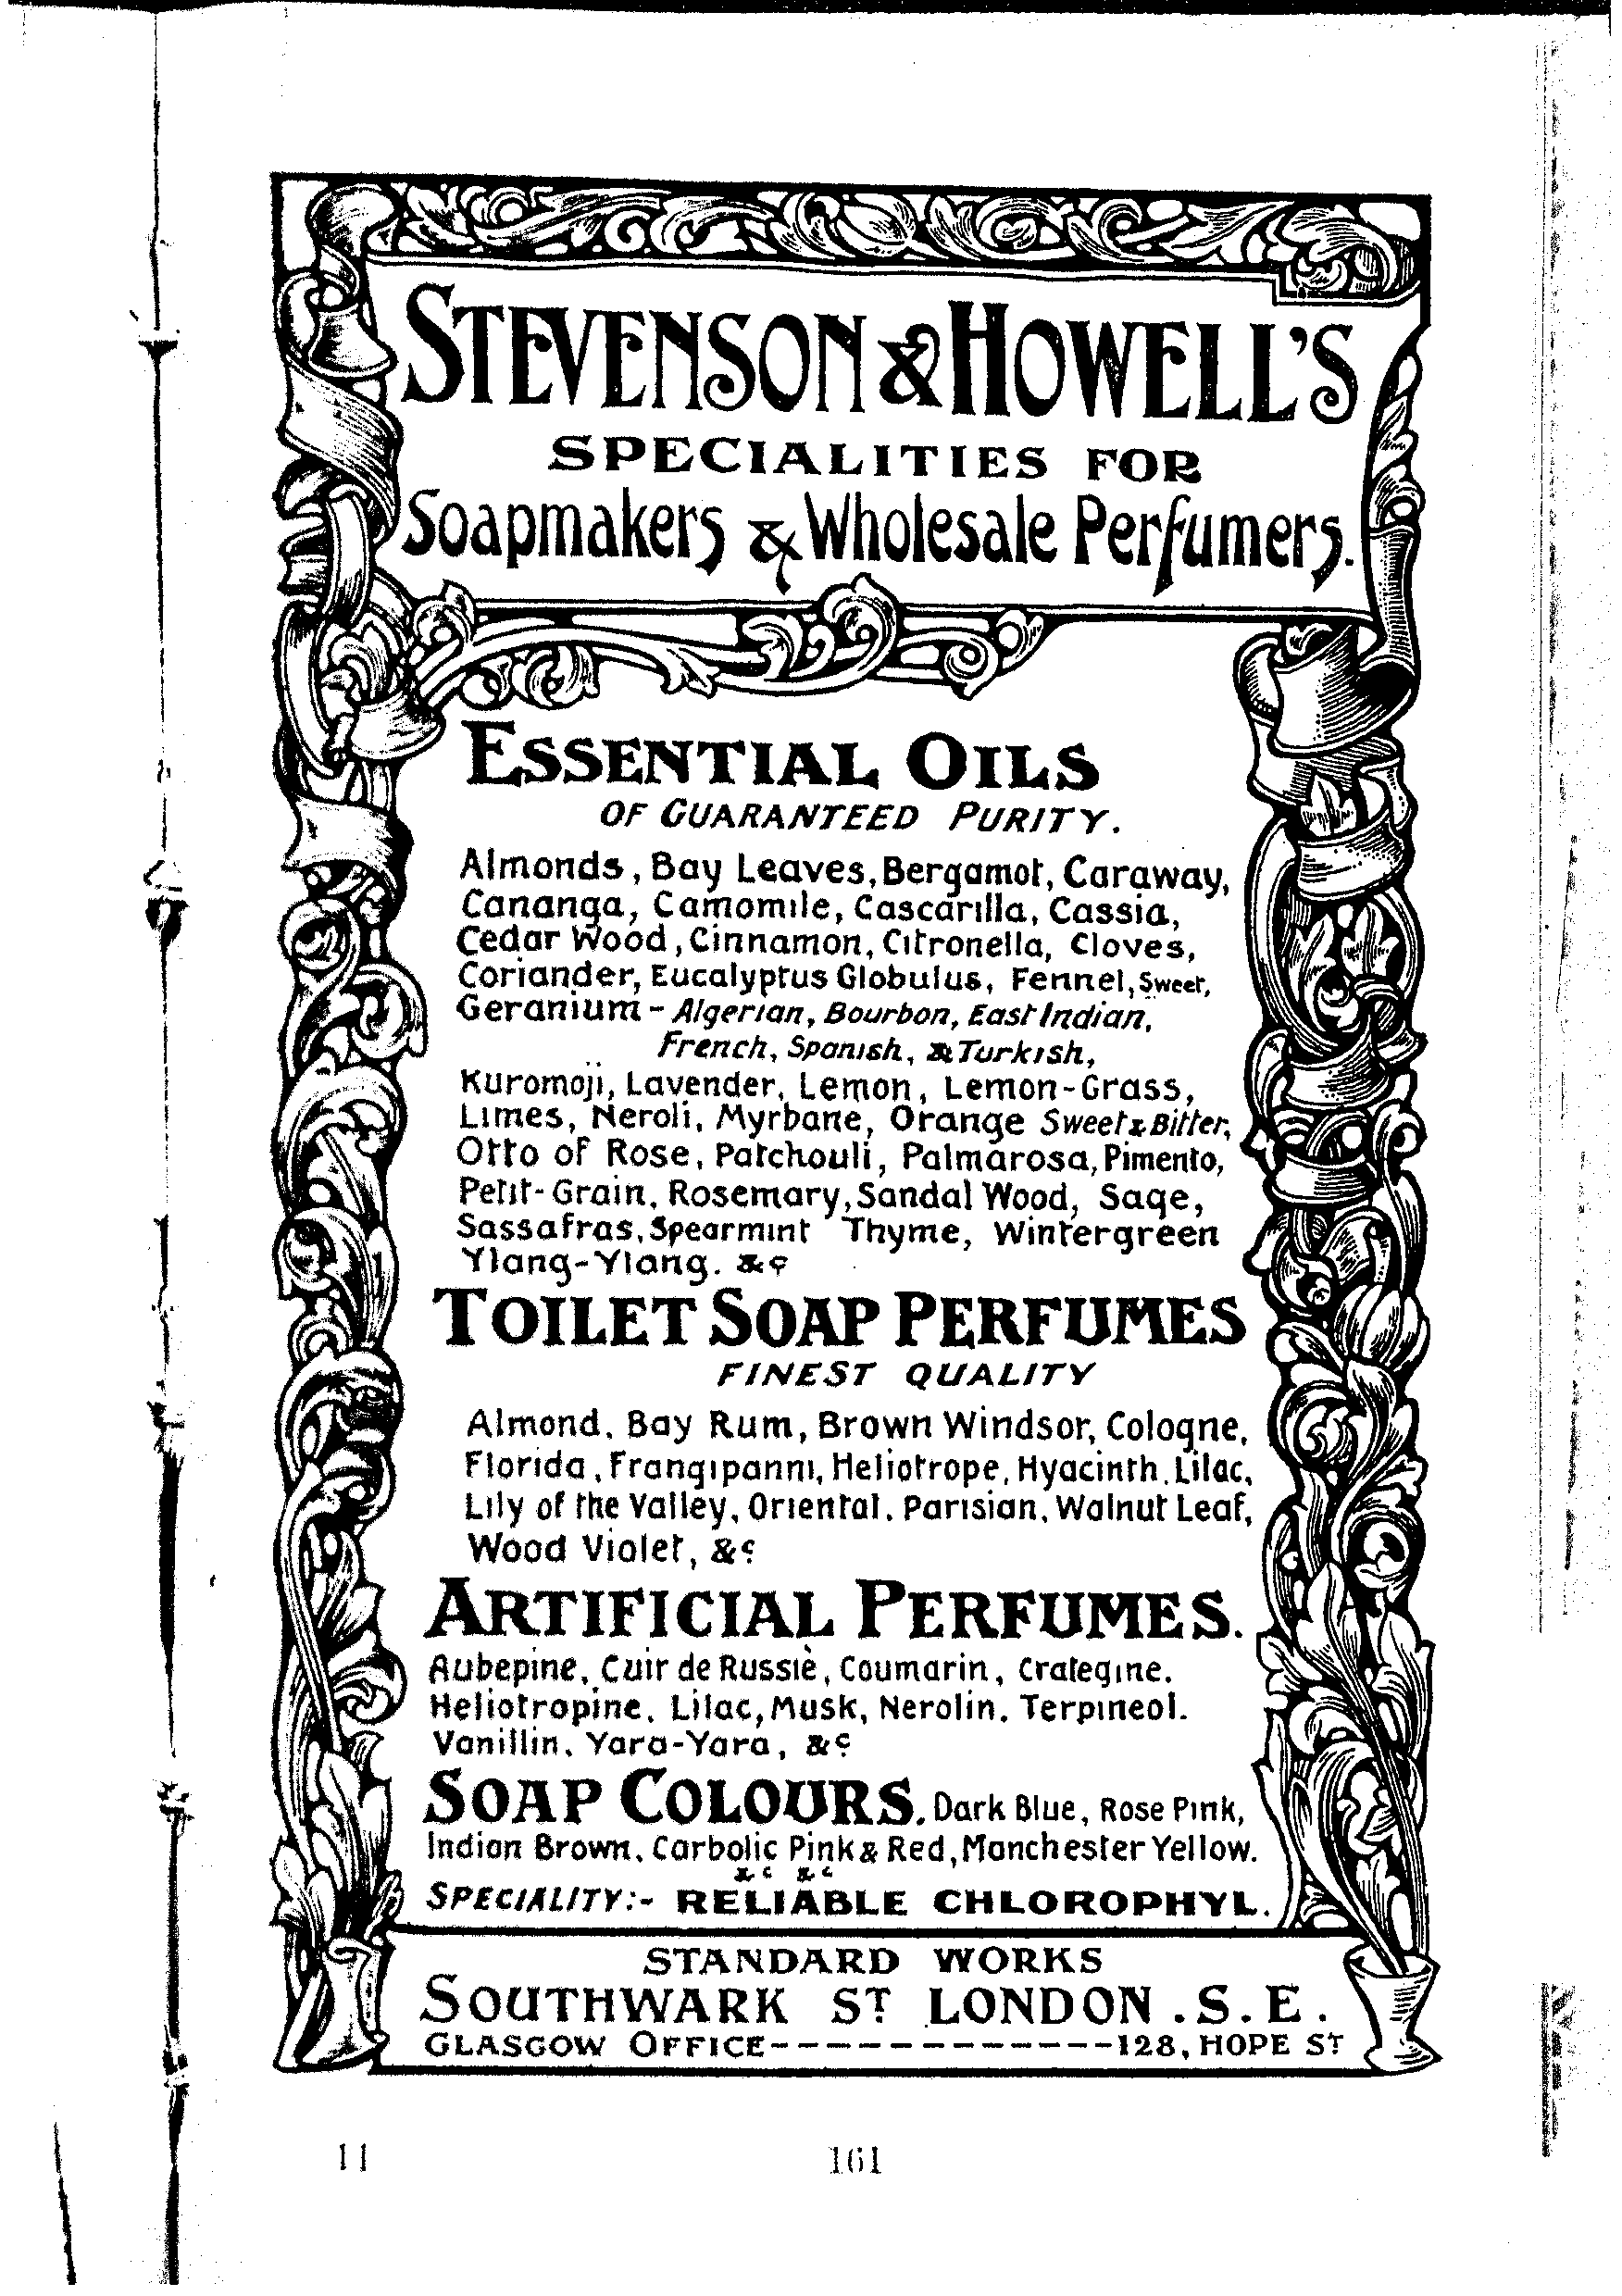 STEVENSON & HOWELL'S
SPECIALITIES FOR
Soapmakers & Wholesale Perfumers.
ESSENTIAL OILS
OF GUARANTEED PURITY.
Almonds, Bay Leaves, Bergamot, Caraway,
Cananga, Camomile, Cascarilla, Cassia,
Cedar Wood, Cinnamon, Citronella, Cloves,
Coriander, Eucalyptus Globulus, Fennel, Sweet,
Geranium - Algerian, Bourbon, East Indian,
French, Spanish, & Turkish,
Kuromoji, Lavender, Lemon, Lemon-Grass,
Limes, Neroli, Myrbane, Orange Sweet & Bitter,
Otto of Rose, Patchouli, Palmarosa, Pimento,
Petit-Grain, Rosemary, Sandal Wood, Sage,
Sassafras, Spearmint Thyme, Wintergreen
Ylang-Ylang. &c
TOILET SOAP PERFUMES
FINEST QUALITY
Almond, Bay Rum, Brown Windsor, Cologne,
Florida, Frangipanni, Heliotrope, Hyacinth, Lilac,
Lily of the Valley, Oriental, Parisian, Walnut Leaf,
Wood Violet, &c
ARTIFICIAL PERFUMES.
Aubepine, Cuir de Russiè, Coumarin, Crategine.
Heliotropine, Lilac, Musk, Nerolin, Terpineol.
Vanillin, Yara-Yara, &c
SOAP COLOURS. Dark Blue, Rose Pink,
Indian Brown, Carbolic Pink & Red, Manchester Yellow.
&c &c
SPECIALITY:- RELIABLE CHLOROPHYL.
STANDARD WORKS
SOUTHWARK ST LONDON. S.E.
GLASGOW OFFICE------------128, HOPE ST
11 161